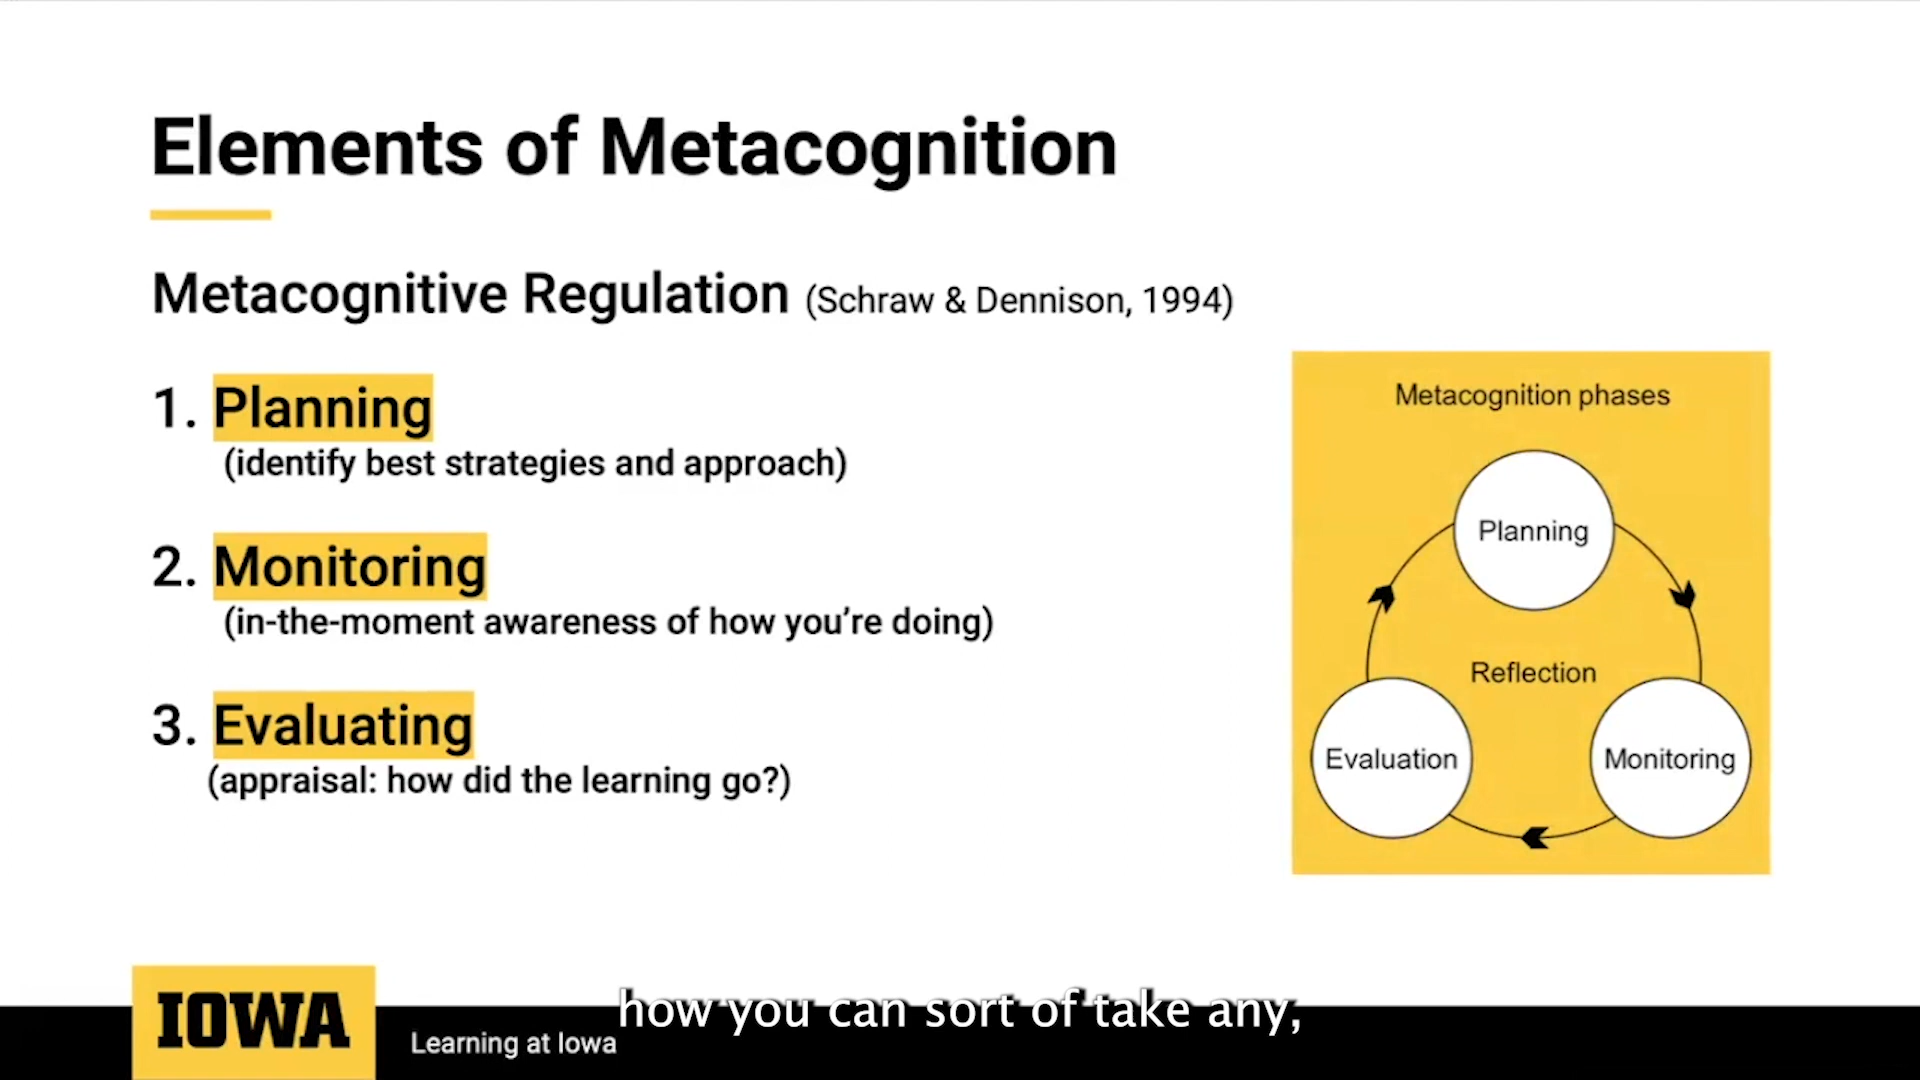 Elements of Metacognition
Metacognitive Regulation (Schraw & Dennison, 1994)
1. Planning
(identify best strategies and approach)
2. Monitoring
(in-the-moment awareness of how you're doing)
3. Evaluating
(appraisal: how did the learning go?)
Metacognition phases
Planning
Reflection
Evaluation
Monitoring
IOWA
Learning at Iowa
how you can sort of take any,